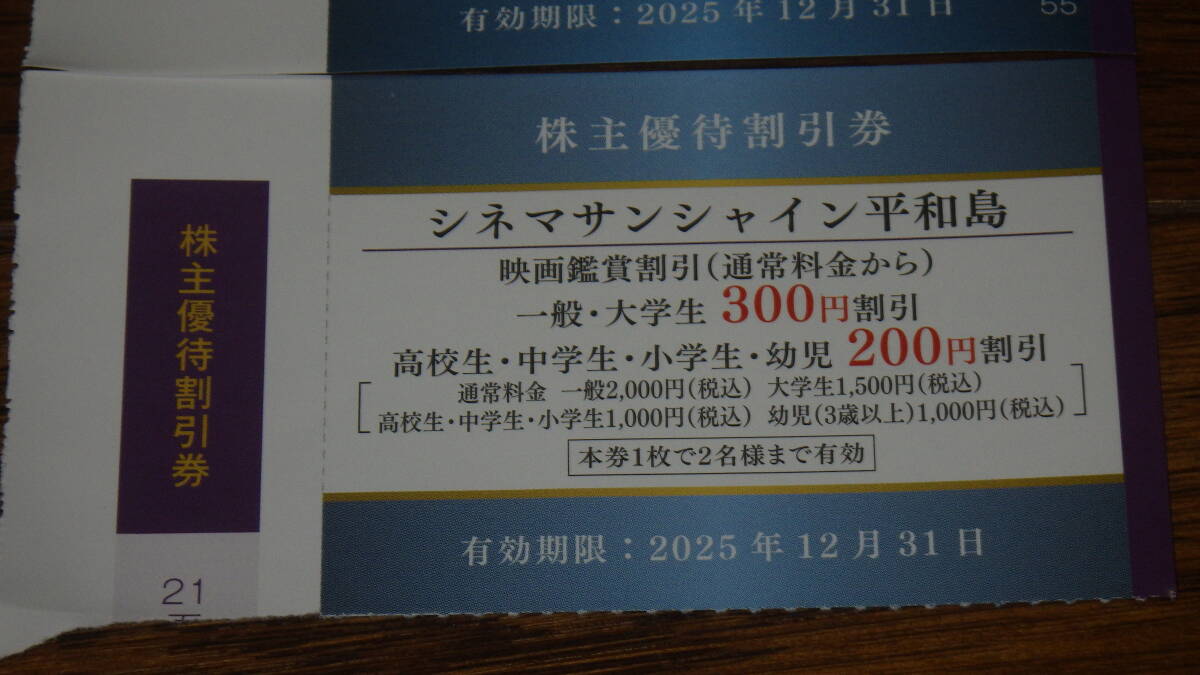 有効期限：2025年12月31日
55
株主優待割引券
シネマサンシャイン平和島
映画鑑賞割引(通常料金から)
一般・大学生 300円割引
高校生・中学生・小学生・幼児 200円割引
通常料金 一般2,000円(税込) 大学生1,500円(税込)
高校生・中学生・小学生1,000円(税込) 幼児(3歳以上)1,000円(税込)
本券1枚で2名様まで有効
有効期限：2025年12月31日
株主優待割引券
21